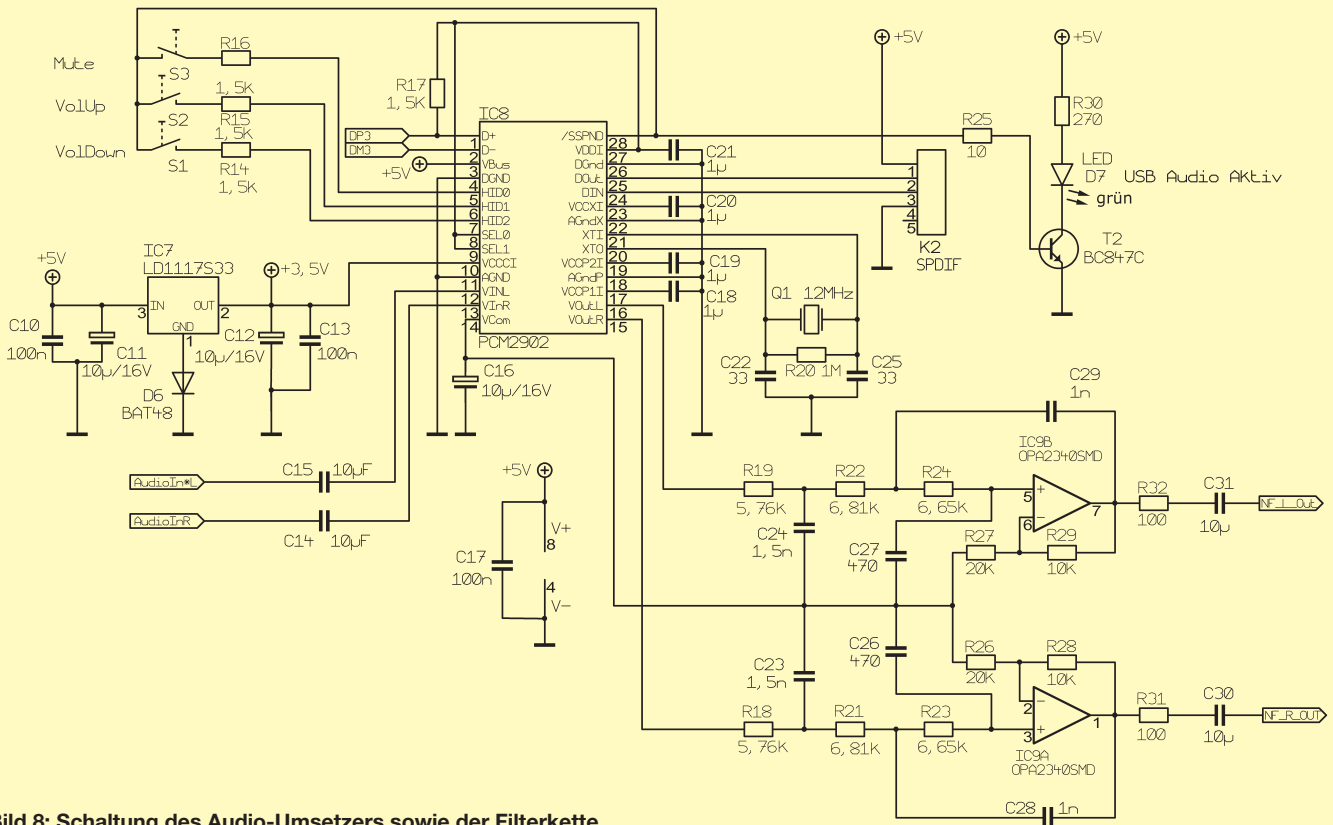 Mute
VolUp
VolDown
S3
S2
S1
R16
1,5K
R15
1,5K
R14
1,5K
R17
1,5K
DP3
DM3
+5V
IC8
D+
D-
VBus
DGND
HID0
HID1
HID2
SEL0
SEL1
VCCCI
AGND
VINL
VInR
VCom
1
2
3
4
5
6
7
8
9
10
11
12
13
14
/SSPND
VDDI
DGnd
DOut
DIN
VCCXI
AGndX
XTI
XTO
VCCP2I
AGndP
VCCP1I
VOutL
VOutR
28
27
26
25
24
23
22
21
20
19
18
17
16
15
PCM2902
C21
1µ
C20
1µ
C19
1µ
C18
1µ
+5V
1
2
3
4
5
K2
SPDIF
R25
10
+5V
R30
270
LED
D7
USB Audio AKtiv
grün
T2
BC847C
+5V
IC7
LD1117S33
IN
OUT
GND
3
2
1
+3,5V
C10
100n
C11
10µ/16V
D6
BAT48
C12
10µ/16V
C13
100n
C16
10µ/16V
Q1
12MHz
R20
1M
C22
33
C25
33
AudioIn*L
C15
10µF
AudioInR
C14
10µF
+5V
C17
100n
V+
8
4
V-
R19
5,76K
R22
6,81K
R24
6,65K
C24
1,5n
C27
470
C29
1n
IC9B
OPA2340SMD
+
-
5
6
7
R27
20K
R29
10K
R32
100
C31
10µ
NF_L_Out
C23
1,5n
C26
470
R26
20K
R28
10K
R18
5,76K
R21
6,81K
R23
6,65K
-
+
2
3
1
IC9A
OPA2340SMD
C28
1n
R31
100
C30
10µ
NF_R_OUT
Bild 8: Schaltung des Audio-Umsetzers sowie der Filterkette